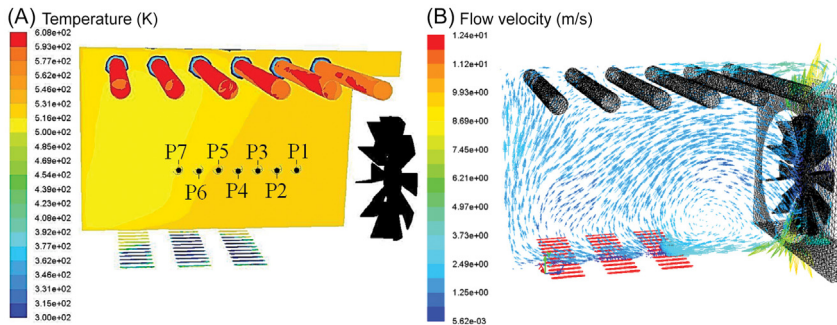 (A) Temperature (K)
6.08e+02
5.93e+02
5.77e+02
5.62e+02
5.47e+02
5.31e+02
5.16e+02
5.00e+02
4.85e+02
4.70e+02
4.54e+02
4.39e+02
4.23e+02
4.08e+02
3.92e+02
3.77e+02
3.62e+02
3.46e+02
3.31e+02
3.15e+02
3.00e+02
P7 P5 P3 P1
P6 P4 P2
(B) Flow velocity (m/s)
1.24e+01
1.12e+01
9.93e+00
8.69e+00
7.45e+00
6.21e+00
4.97e+00
3.73e+00
2.49e+00
1.25e+00
5.62e-03